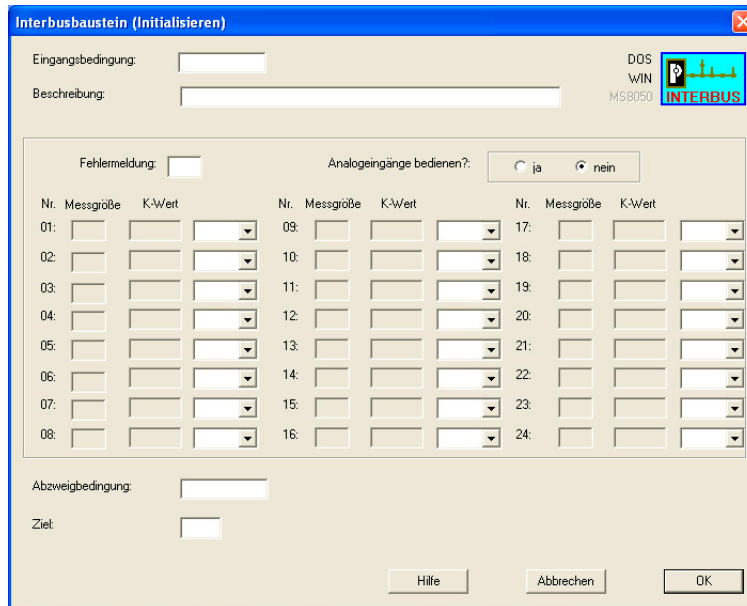 Interbusbaustein (Initialisieren)
Eingangsbedingung:
DOS
WIN
Beschreibung:
MS8050
INTERBUS
Fehlermeldung:
Analogeingänge bedienen?:
ja
nein
Nr. Messgröße K-Wert Nr. Messgröße K-Wert Nr. Messgröße K-Wert
01: 09: 17:
02: 10: 18:
03: 11: 19:
04: 12: 20:
05: 13: 21:
06: 14: 22:
07: 15: 23:
08: 16: 24:
Abzweigbedingung:
Ziel:
Hilfe Abbrechen OK